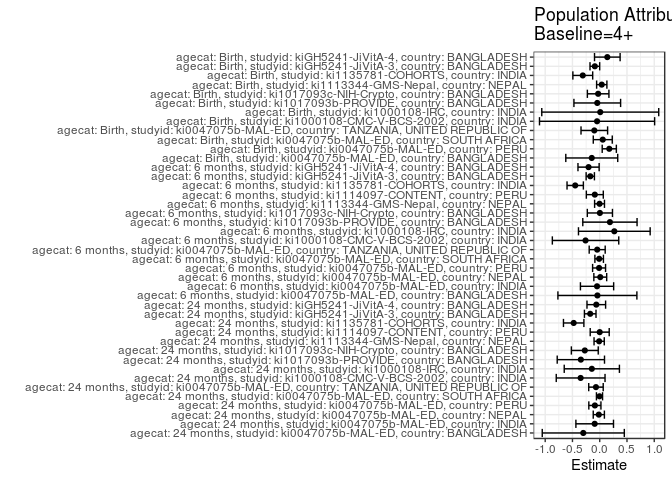 Population Attribu
Baseline=4+
agecat: Birth, studyid: kiGH5241-JiVitA-4, country: BANGLADESH
agecat: Birth, studyid: kiGH5241-JiVitA-3, country: BANGLADESH
agecat: Birth, studyid: ki1135781-COHORTS, country: INDIA
agecat: Birth, studyid: ki1113344-GMS-Nepal, country: NEPAL
agecat: Birth, studyid: ki1017093c-NIH-Crypto, country: BANGLADESH
agecat: Birth, studyid: ki1017093b-PROVIDE, country: BANGLADESH
agecat: Birth, studyid: ki1000108-IRC, country: INDIA
agecat: Birth, studyid: ki1000108-CMC-V-BCS-2002, country: INDIA
agecat: Birth, studyid: ki0047075b-MAL-ED, country: TANZANIA, UNITED REPUBLIC OF
agecat: Birth, studyid: ki0047075b-MAL-ED, country: SOUTH AFRICA
agecat: Birth, studyid: ki0047075b-MAL-ED, country: PERU
agecat: Birth, studyid: ki0047075b-MAL-ED, country: BANGLADESH
agecat: 6 months, studyid: kiGH5241-JiVitA-4, country: BANGLADESH
agecat: 6 months, studyid: kiGH5241-JiVitA-3, country: BANGLADESH
agecat: 6 months, studyid: ki1135781-COHORTS, country: INDIA
agecat: 6 months, studyid: ki1114097-CONTENT, country: PERU
agecat: 6 months, studyid: ki1113344-GMS-Nepal, country: NEPAL
agecat: 6 months, studyid: ki1017093c-NIH-Crypto, country: BANGLADESH
agecat: 6 months, studyid: ki1017093b-PROVIDE, country: BANGLADESH
agecat: 6 months, studyid: ki1000108-IRC, country: INDIA
agecat: 6 months, studyid: ki1000108-CMC-V-BCS-2002, country: INDIA
agecat: 6 months, studyid: ki0047075b-MAL-ED, country: TANZANIA, UNITED REPUBLIC OF
agecat: 6 months, studyid: ki0047075b-MAL-ED, country: SOUTH AFRICA
agecat: 6 months, studyid: ki0047075b-MAL-ED, country: PERU
agecat: 6 months, studyid: ki0047075b-MAL-ED, country: NEPAL
agecat: 6 months, studyid: ki0047075b-MAL-ED, country: INDIA
agecat: 6 months, studyid: ki0047075b-MAL-ED, country: BANGLADESH
agecat: 24 months, studyid: kiGH5241-JiVitA-4, country: BANGLADESH
agecat: 24 months, studyid: kiGH5241-JiVitA-3, country: BANGLADESH
agecat: 24 months, studyid: ki1135781-COHORTS, country: INDIA
agecat: 24 months, studyid: ki1114097-CONTENT, country: PERU
agecat: 24 months, studyid: ki1113344-GMS-Nepal, country: NEPAL
agecat: 24 months, studyid: ki1017093c-NIH-Crypto, country: BANGLADESH
agecat: 24 months, studyid: ki1017093b-PROVIDE, country: BANGLADESH
agecat: 24 months, studyid: ki1000108-IRC, country: INDIA
agecat: 24 months, studyid: ki1000108-CMC-V-BCS-2002, country: INDIA
agecat: 24 months, studyid: ki0047075b-MAL-ED, country: TANZANIA, UNITED REPUBLIC OF
agecat: 24 months, studyid: ki0047075b-MAL-ED, country: SOUTH AFRICA
agecat: 24 months, studyid: ki0047075b-MAL-ED, country: PERU
agecat: 24 months, studyid: ki0047075b-MAL-ED, country: NEPAL
agecat: 24 months, studyid: ki0047075b-MAL-ED, country: INDIA
agecat: 24 months, studyid: ki0047075b-MAL-ED, country: BANGLADESH
-1.0 -0.5 0.0 0.5 1.0
Estimate